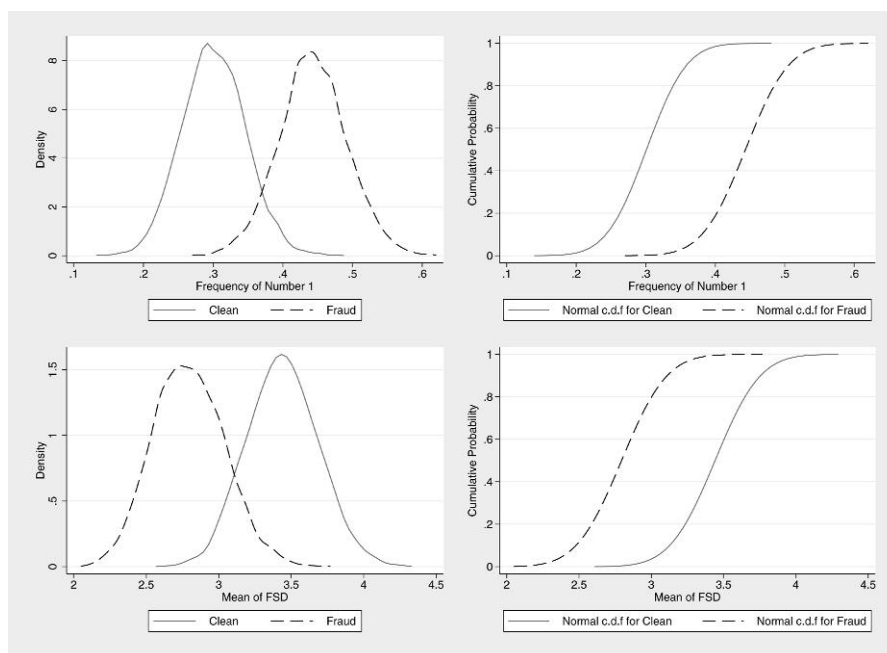 Density
0
2
4
6
8
.1 .2 .3 .4 .5 .6
Frequency of Number 1
Clean Fraud
Cumulative Probability
0
.2
.4
.6
.8
1
.1 .2 .3 .4 .5 .6
Frequency of Number 1
Normal c.d.f for Clean Normal c.d.f for Fraud
Density
0
.5
1
1.5
2 2.5 3 3.5 4 4.5
Mean of FSD
Clean Fraud
Cumulative Probability
0
.2
.4
.6
.8
1
2 2.5 3 3.5 4 4.5
Mean of FSD
Normal c.d.f for Clean Normal c.d.f for Fraud